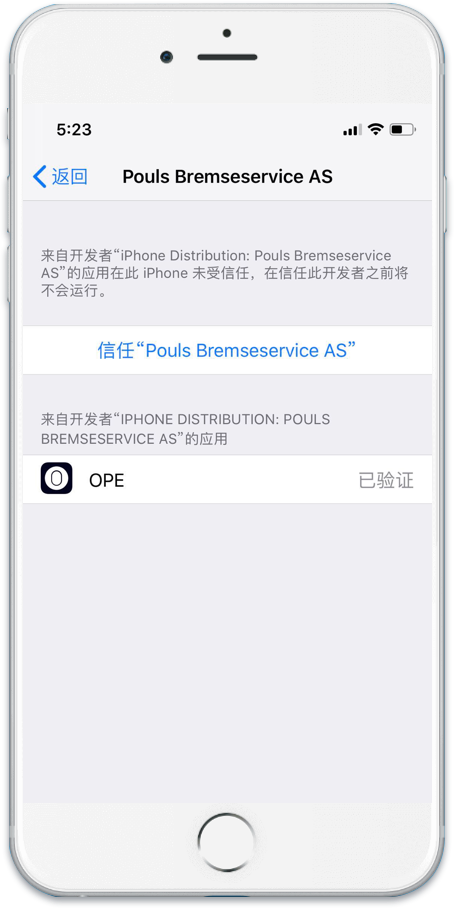 5:23
返回 Pouls Bremseservice AS
来自开发者“iPhone Distribution: Pouls Bremseservice
AS”的应用在此 iPhone 未受信任，在信任此开发者之前将
不会运行。
信任“Pouls Bremseservice AS”
来自开发者“IPHONE DISTRIBUTION: POULS
BREMSESERVICE AS”的应用
OPE 已验证